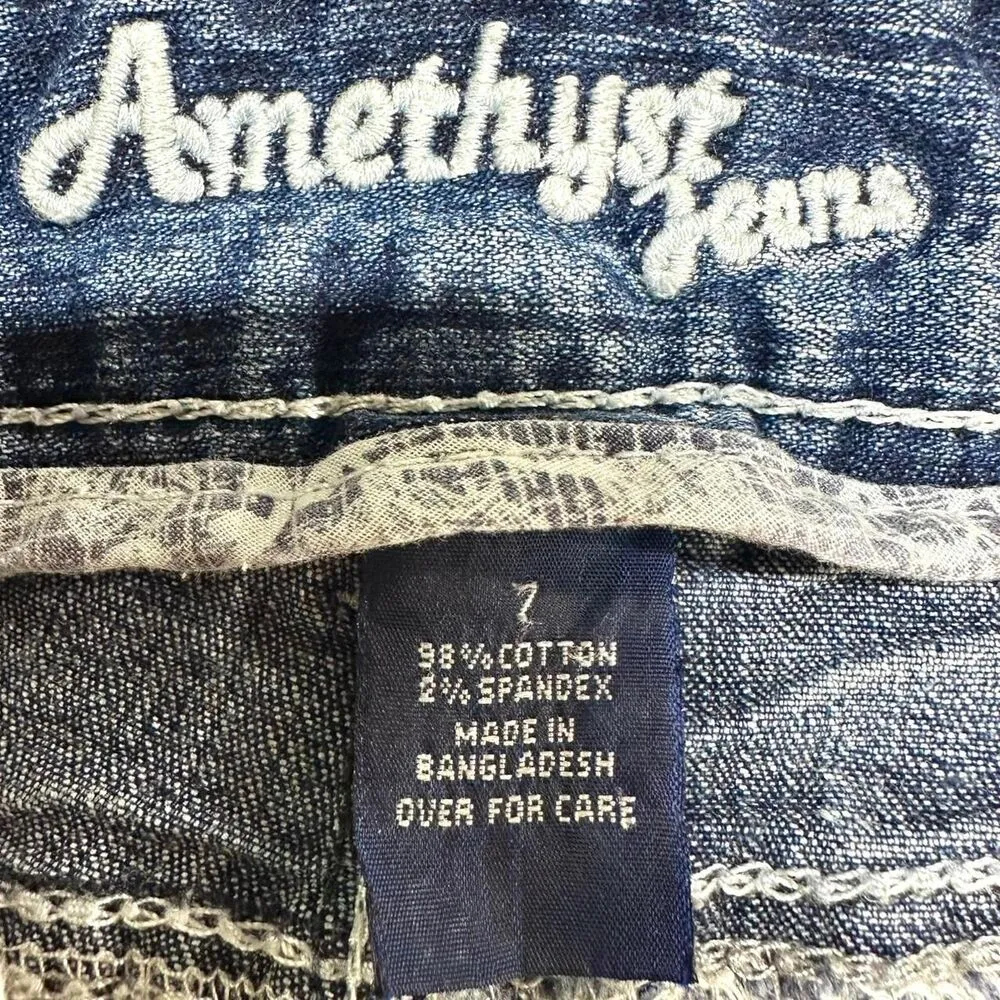 Amethyst
Jeans
7
98% COTTON
2% SPANDEX
MADE IN
BANGLADESH
OVER FOR CARE